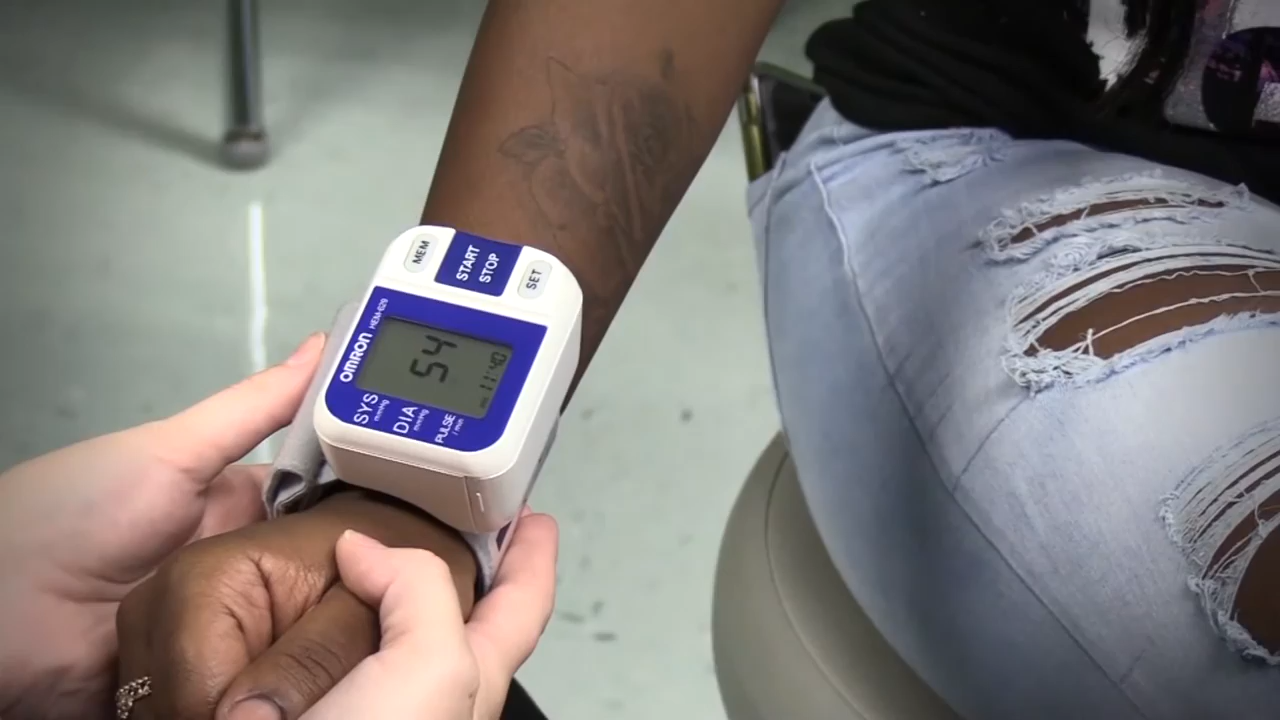 MEM
START
STOP
SET
OMRON HEM-629
54
11:40
SYS
mmHg
DIA
mmHg
PULSE
/min